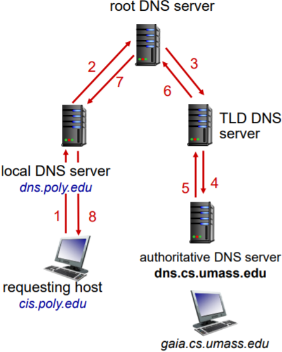 root DNS server
2
7
3
6
TLD DNS
server
local DNS server
dns.poly.edu
5
4
1
8
authoritative DNS server
dns.cs.umass.edu
requesting host
cis.poly.edu
gaia.cs.umass.edu